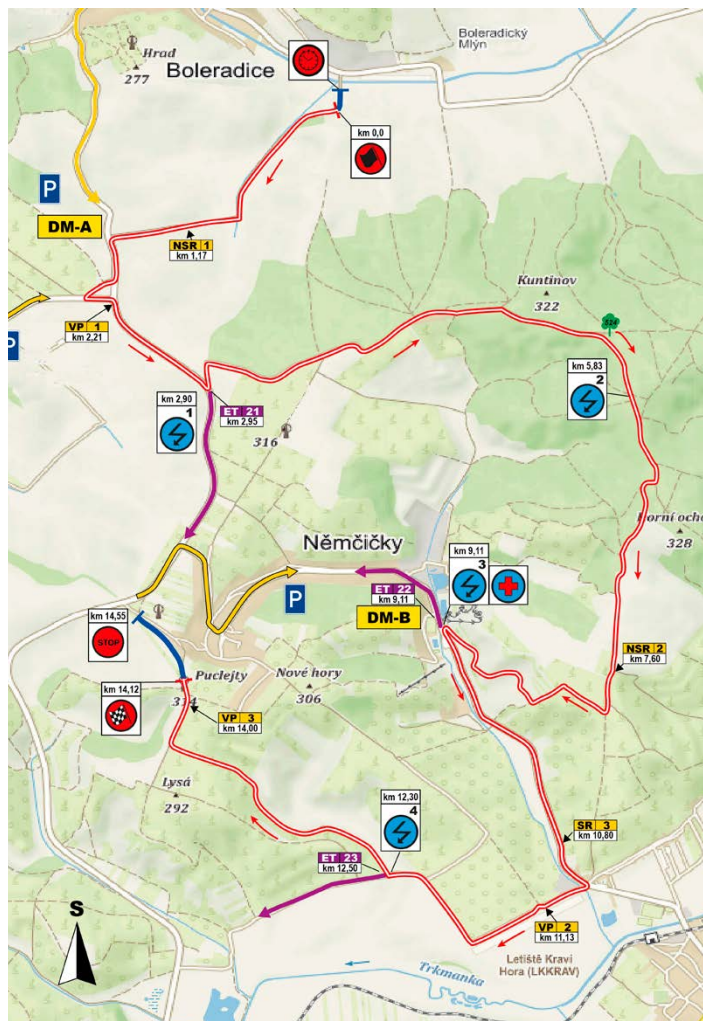 Hrad
277
Boleradický
Mlýn
Boleradice
km 0,0
P
DM-A
NSR 1
km 1,17
Kuntinov
322
VP 1
km 2,21
P
km 5,83
2
km 2,90
1
ET 21
km 2,95
316
328
Němčičky
km 9,11
3
ET 22
km 9,11
P
DM-B
km 14,55
STOP
NSR 2
km 7,60
Puclejty
314
Nové hory
306
km 14,12
VP 3
km 14,00
Lysá
292
km 12,30
4
SR 3
km 10,80
ET 23
km 12,50
VP 2
km 11,13
S
Letiště Kraví
Hora (LKKRAV)
Trkmanka